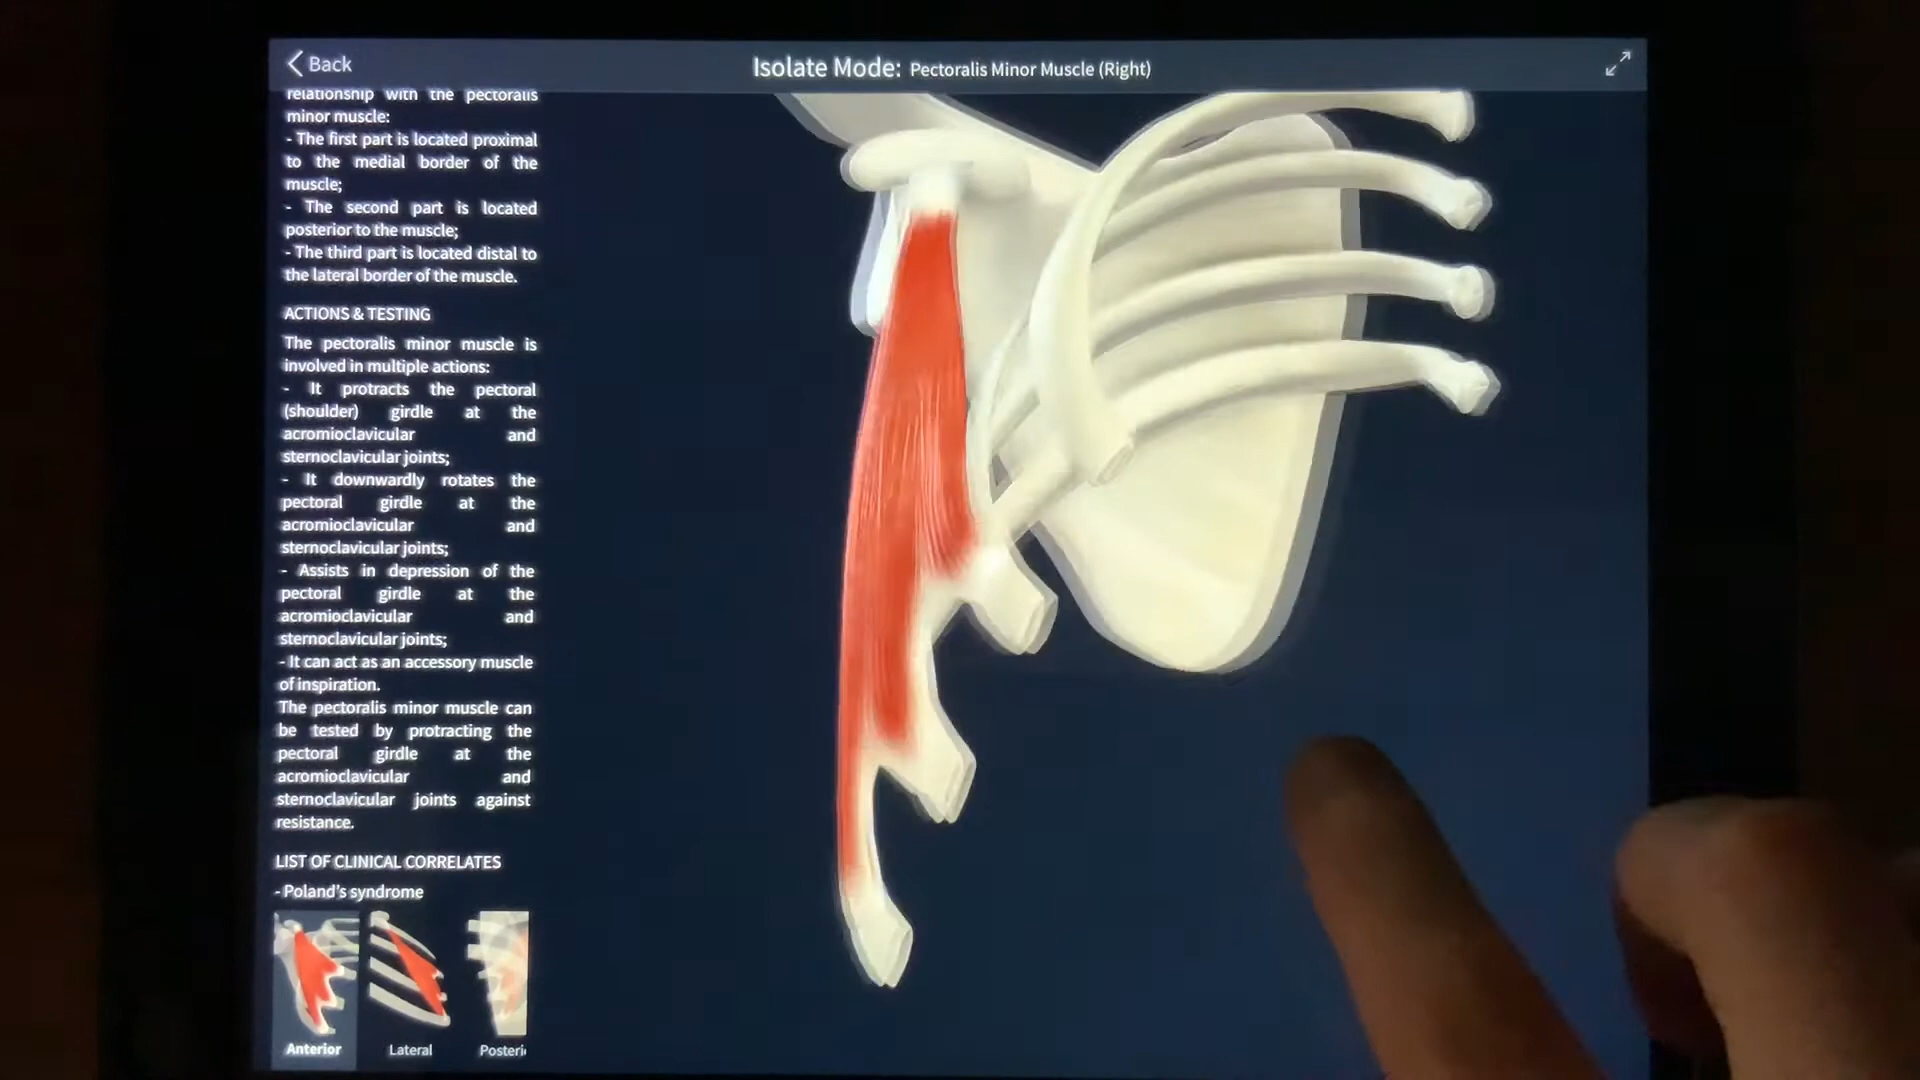 Back
Isolate Mode: Pectoralis Minor Muscle (Right)
relationship with the pectoralis
minor muscle:
- The first part is located proximal
to the medial border of the
muscle;
- The second part is located
posterior to the muscle;
- The third part is located distal to
the lateral border of the muscle.
ACTIONS & TESTING
The pectoralis minor muscle is
involved in multiple actions:
- It protracts the pectoral
(shoulder) girdle at the
acromioclavicular and
sternoclavicular joints;
- It downwardly rotates the
pectoral girdle at the
acromioclavicular and
sternoclavicular joints;
- Assists in depression of the
pectoral girdle at the
acromioclavicular and
sternoclavicular joints;
- It can act as an accessory muscle
of inspiration.
The pectoralis minor muscle can
be tested by protracting the
pectoral girdle at the
acromioclavicular and
sternoclavicular joints against
resistance.
LIST OF CLINICAL CORRELATES
- Poland's syndrome
Anterior
Lateral
Posteri